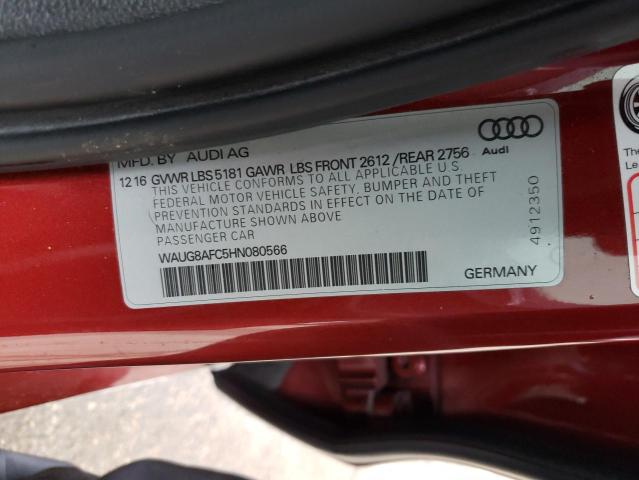 MFD. BY AUDI AG
12 16 GVWR LBS 5181 GAWR LBS FRONT 2612 /REAR 2756
THIS VEHICLE CONFORMS TO ALL APPLICABLE U.S.
FEDERAL MOTOR VEHICLE SAFETY, BUMPER AND THEFT
PREVENTION STANDARDS IN EFFECT ON THE DATE OF
MANUFACTURE SHOWN ABOVE
PASSENGER CAR
WAUG8AFC5HN080566
GERMANY
Audi
4912350
The
Le